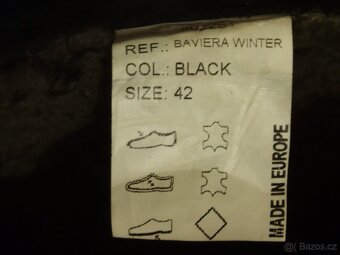 REF.: BAVIERA WINTER
COL.: BLACK
SIZE: 42
MADE IN EUROPE
Bazos.cz